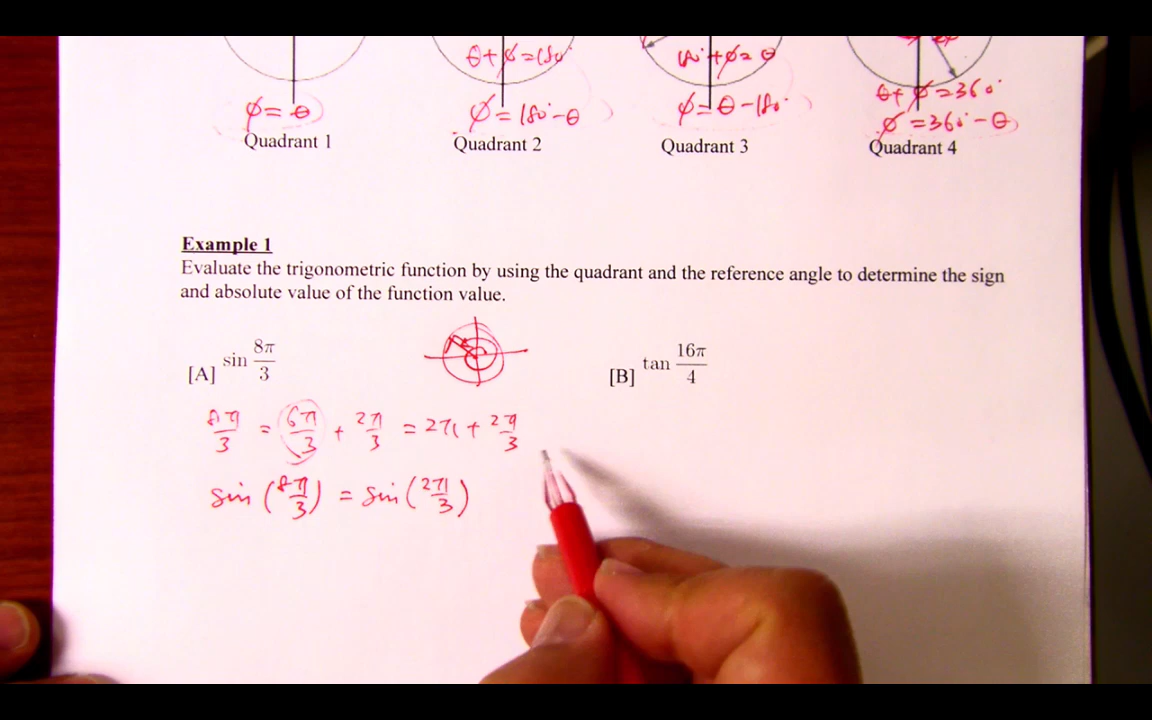 θ+ϕ=180°
180°+ϕ=θ
θ+ϕ=360°
ϕ=θ
ϕ=180°-θ
ϕ=θ-180°
ϕ=360°-θ
Quadrant 1
Quadrant 2
Quadrant 3
Quadrant 4
Example 1
Evaluate the trigonometric function by using the quadrant and the reference angle to determine the sign
and absolute value of the function value.
[A] sin 8π/3
[B] tan 16π/4
8π/3 = 6π/3 + 2π/3 = 2π + 2π/3
sin (8π/3) = sin (2π/3)